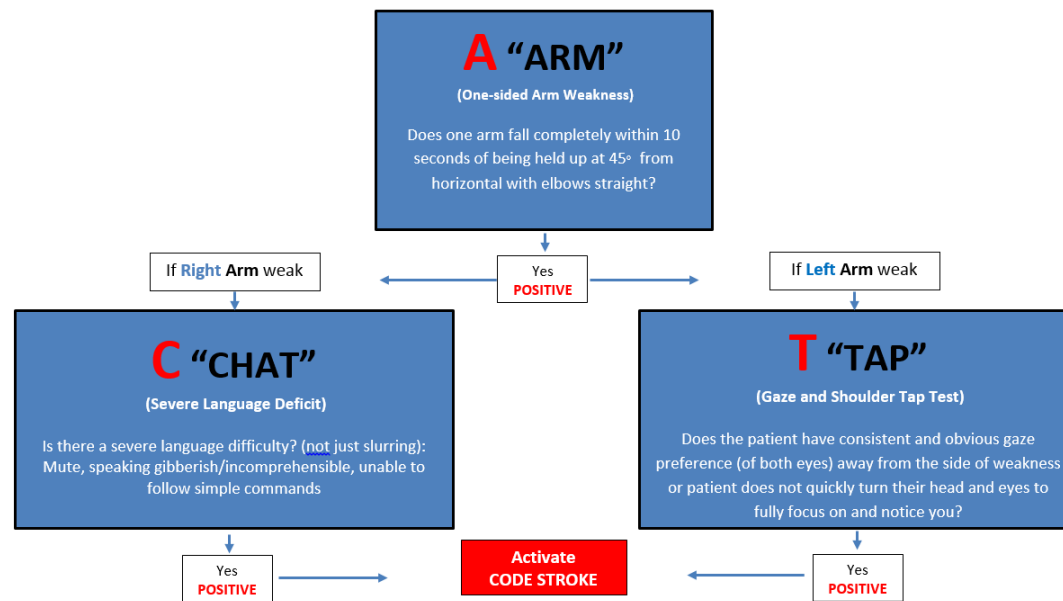 A “ARM”
(One-sided Arm Weakness)
Does one arm fall completely within 10
seconds of being held up at 45° from
horizontal with elbows straight?
If Right Arm weak
Yes
POSITIVE
If Left Arm weak
C “CHAT”
(Severe Language Deficit)
Is there a severe language difficulty? (not just slurring):
Mute, speaking gibberish/incomprehensible, unable to
follow simple commands
T “TAP”
(Gaze and Shoulder Tap Test)
Does the patient have consistent and obvious gaze
preference (of both eyes) away from the side of weakness
or patient does not quickly turn their head and eyes to
fully focus on and notice you?
Yes
POSITIVE
Activate
CODE STROKE
Yes
POSITIVE